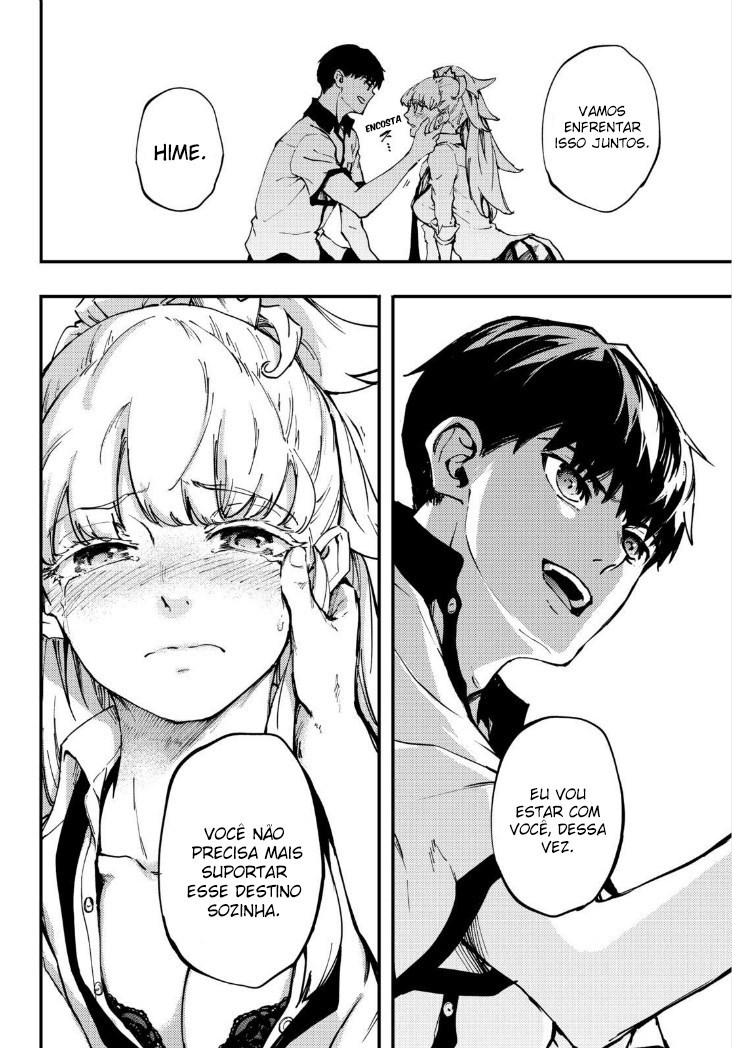 VAMOS
ENFRENTAR
ISSO JUNTOS.
ENCOSTA
HIME.
EU VOU
ESTAR COM
VOCÊ, DESSA
VEZ.
VOCÊ NÃO
PRECISA MAIS
SUPORTAR
ESSE DESTINO
SOZINHA.